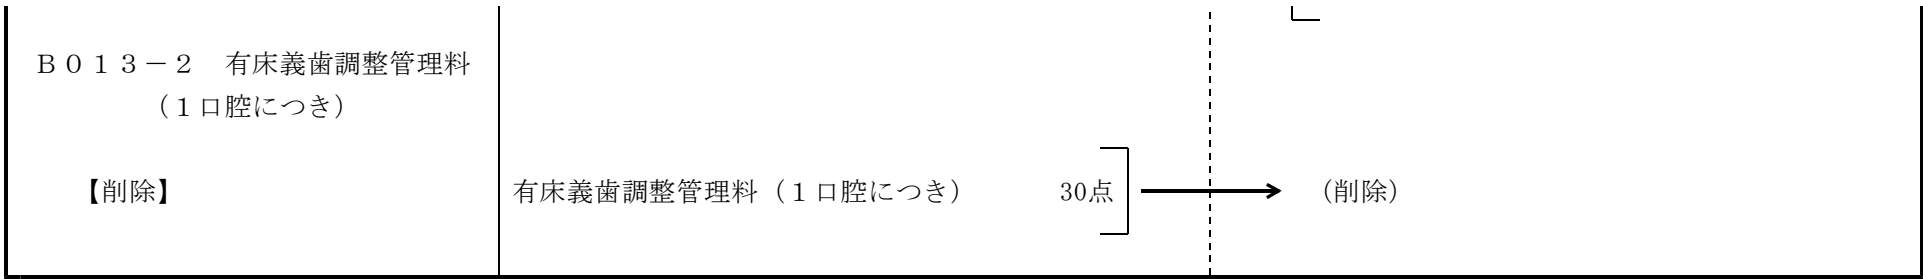 Ｂ０１３－２　有床義歯調整管理料
（１口腔につき）
【削除】
有床義歯調整管理料（１口腔につき）　30点
（削除）